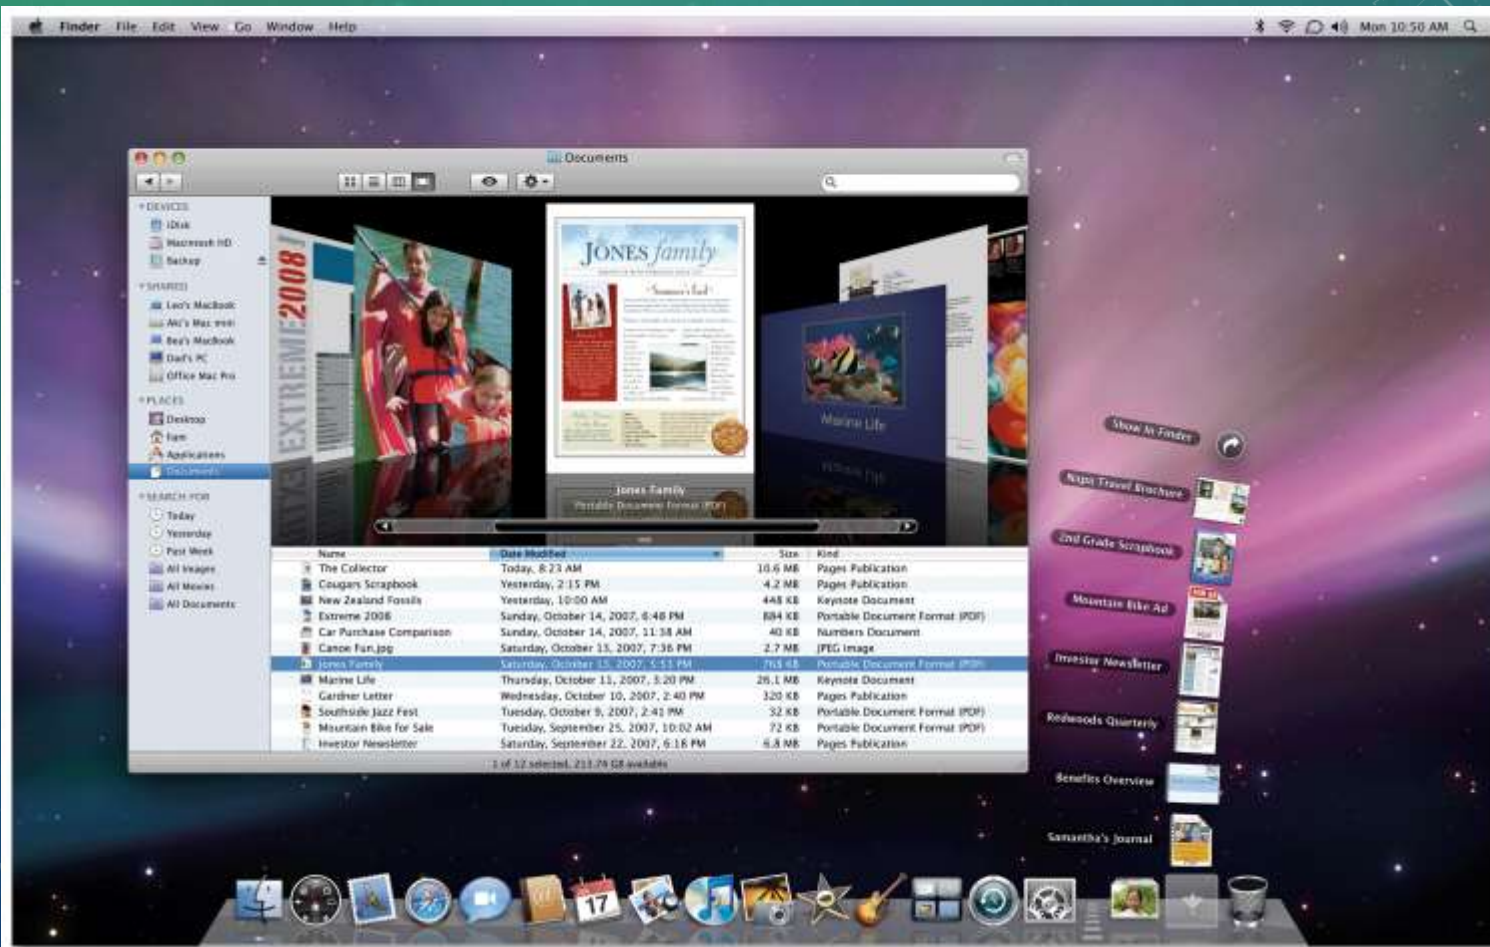 Finder File Edit View Go Window Help
Mon 10:50 AM
Documents
DEVICES
iDisk
Macintosh HD
Backup
SHARED
Leo's MacBook
Aki's Mac mini
Bea's MacBook
Dad's PC
Office Mac Pro
PLACES
Desktop
Applications
Documents
SEARCH FOR
Today
Yesterday
Past Week
All Images
All Movies
All Documents
EXTREME 2008
JONES family
Summer's End
Marine Life
Jones Family
Portable Document Format (PDF)
Name Date Modified Size Kind
The Collector Today, 8:23 AM 10.6 MB Pages Publication
Cougars Scrapbook Yesterday, 2:15 PM 4.2 MB Pages Publication
New Zealand Fossils Yesterday, 10:00 AM 448 KB Keynote Document
Extreme 2008 Sunday, October 14, 2007, 6:48 PM 884 KB Portable Document Format (PDF)
Car Purchase Comparison Sunday, October 14, 2007, 11:38 AM 40 KB Numbers Document
Canoe Fun.jpg Saturday, October 13, 2007, 7:36 PM 2.7 MB JPEG image
Jones Family Saturday, October 13, 2007, 5:53 PM 768 KB Portable Document Format (PDF)
Marine Life Thursday, October 11, 2007, 3:20 PM 26.1 MB Keynote Document
Gardner Letter Wednesday, October 10, 2007, 2:40 PM 320 KB Pages Publication
Southside Jazz Fest Tuesday, October 9, 2007, 2:41 PM 32 KB Portable Document Format (PDF)
Mountain Bike for Sale Tuesday, September 25, 2007, 10:02 AM 72 KB Portable Document Format (PDF)
Investor Newsletter Saturday, September 22, 2007, 6:18 PM 6.8 MB Pages Publication
1 of 12 selected, 213.74 GB available
Show In Finder
Napa Travel Brochure
2nd Grade Scrapbook
Mountain Bike Ad
Investor Newsletter
Redwoods Quarterly
Benefits Overview
Samantha's Journal
17